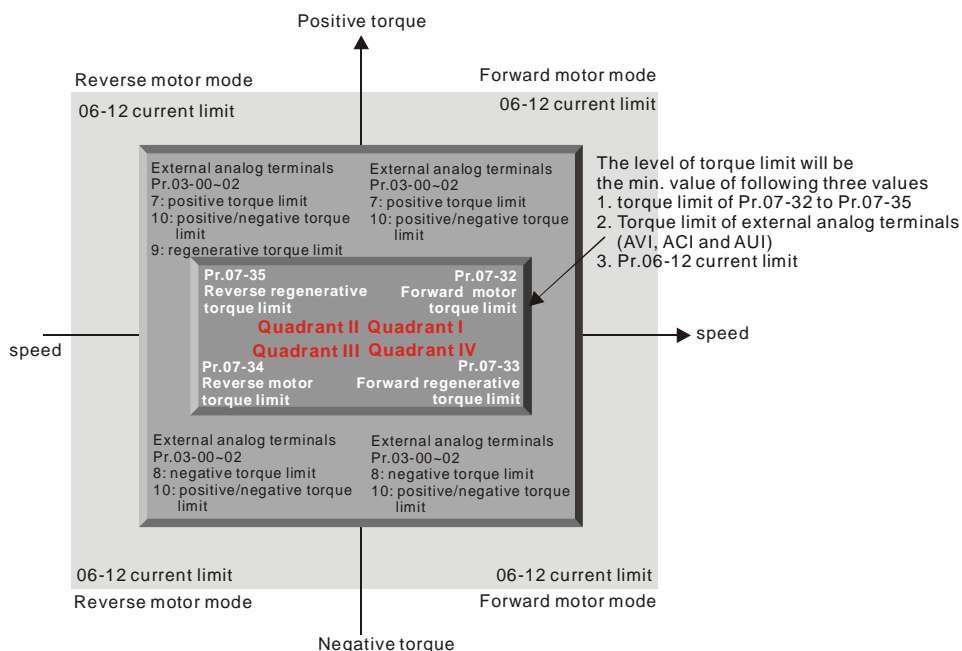 Positive torque
Reverse motor mode
Forward motor mode
06-12 current limit
06-12 current limit
External analog terminals
Pr.03-00~02
7: positive torque limit
10: positive/negative torque
limit
9: regenerative torque limit
External analog terminals
Pr.03-00~02
7: positive torque limit
10: positive/negative torque
limit
The level of torque limit will be
the min. value of following three values
1. torque limit of Pr.07-32 to Pr.07-35
2. Torque limit of external analog terminals
(AVI, ACI and AUI)
3. Pr.06-12 current limit
Pr.07-35
Reverse regenerative
torque limit
Pr.07-32
Forward motor
torque limit
Quadrant II
Quadrant I
speed
speed
Quadrant III
Quadrant IV
Pr.07-34
Reverse motor
torque limit
Pr.07-33
Forward regenerative
torque limit
External analog terminals
Pr.03-00~02
8: negative torque limit
10: positive/negative torque
limit
External analog terminals
Pr.03-00~02
8: negative torque limit
10: positive/negative torque
limit
06-12 current limit
06-12 current limit
Reverse motor mode
Forward motor mode
Negative torque